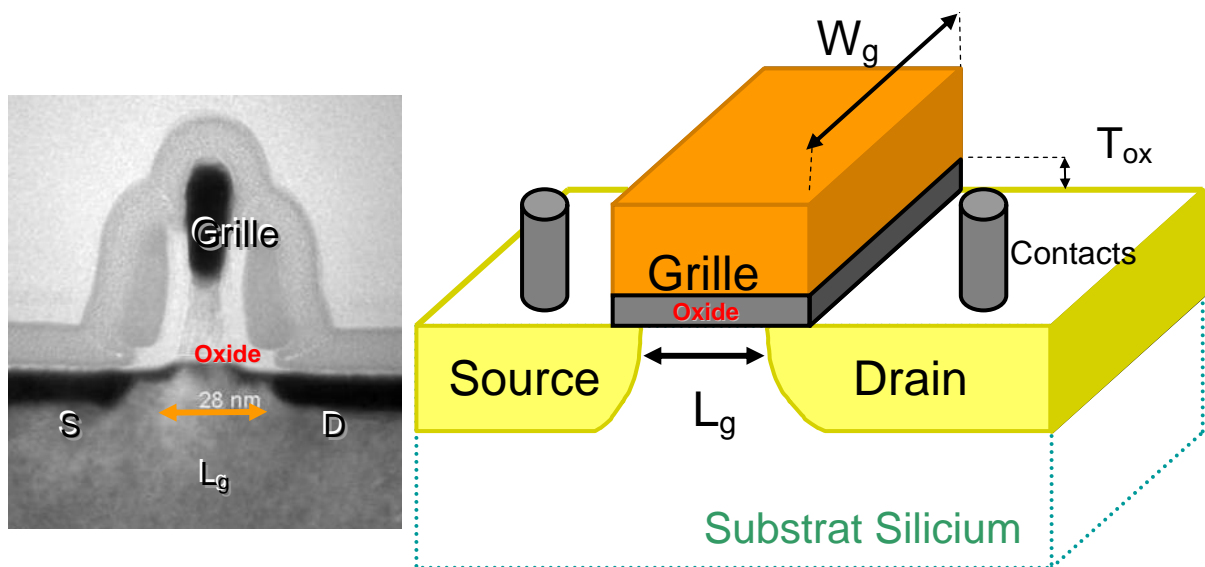 Grille
Oxide
28 nm
S
D
Lg
Wg
Tox
Contacts
Grille
Oxide
Source
Lg
Drain
Substrat Silicium